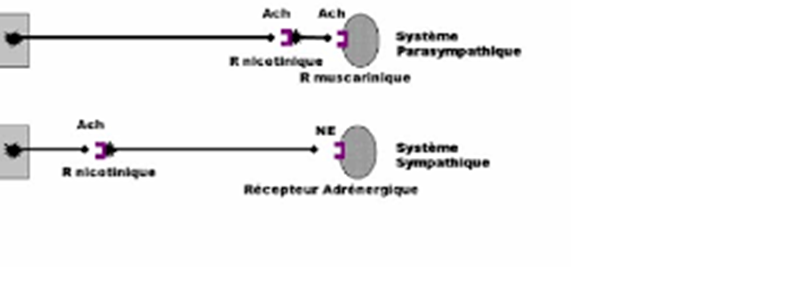 Ach Ach
Système
Parasympathique
R nicotinique
R muscarinique
Ach
NE
Système
Sympathique
R nicotinique
Récepteur Adrénergique